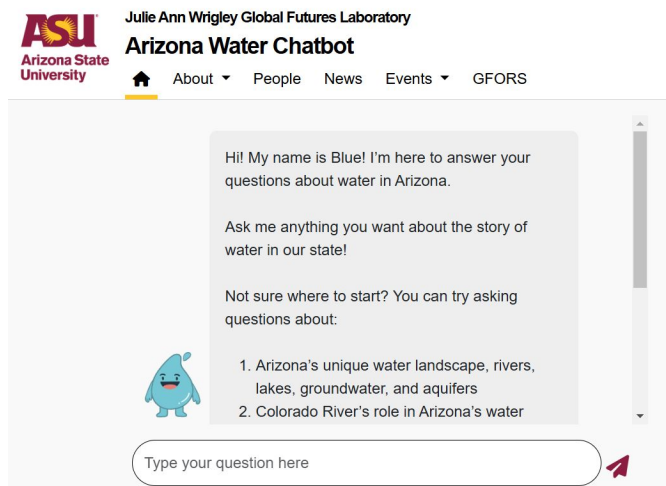 ASU
Arizona State
University
Julie Ann Wrigley Global Futures Laboratory
Arizona Water Chatbot
About People News Events GFORS
Hi! My name is Blue! I'm here to answer your
questions about water in Arizona.
Ask me anything you want about the story of
water in our state!
Not sure where to start? You can try asking
questions about:
1. Arizona's unique water landscape, rivers,
lakes, groundwater, and aquifers
2. Colorado River's role in Arizona's water
Type your question here